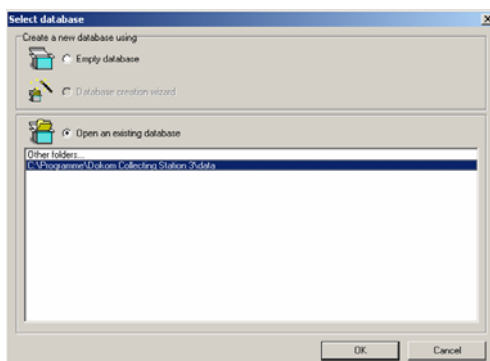 Select database
Create a new database using
Empty database
Database creation wizard
Open an existing database
Other folders...
C:\Programme\Dokom Collecting Station 3\data
OK
Cancel